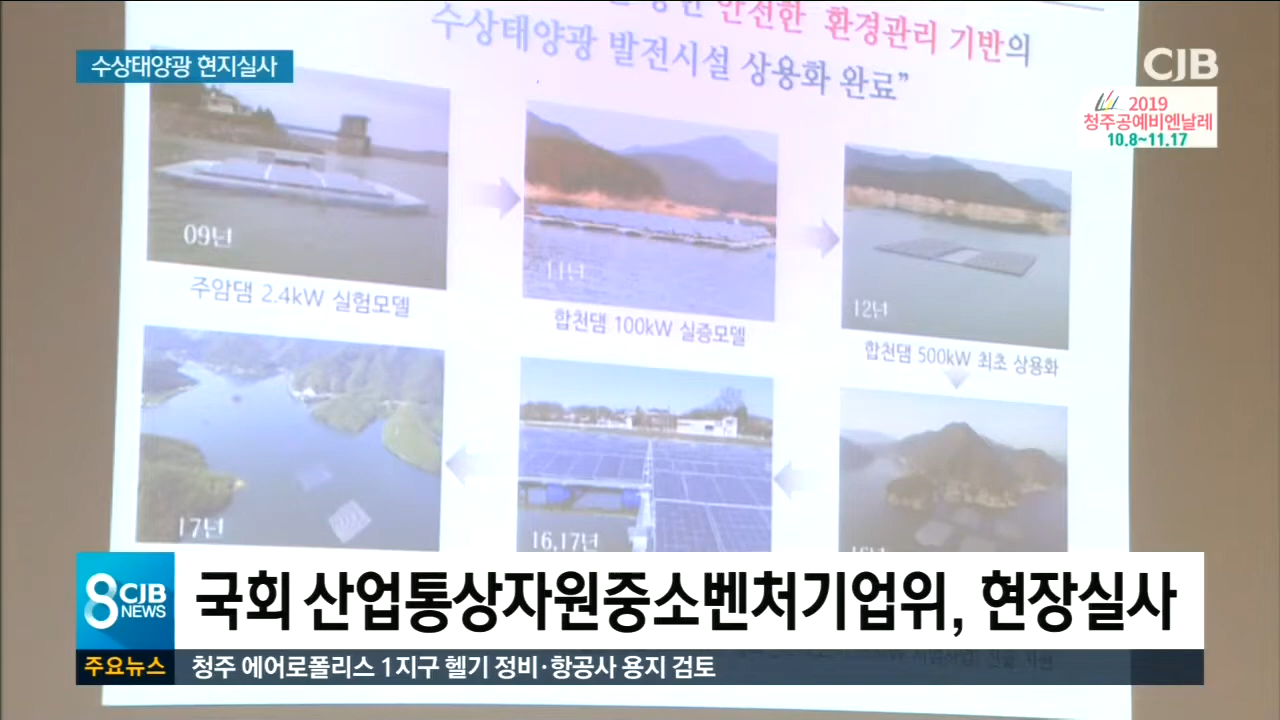 안전한 환경관리 기반의
수상태양광 발전시설 상용화 완료”
수상태양광 현지실사
CJB
2019
청주공예비엔날레
10.8~11.17
09년
11년
12년
주암댐 2.4kW 실험모델
합천댐 100kW 실증모델
합천댐 500kW 최초 상용화
17년
16,17년
8 CJB NEWS
국회 산업통상자원중소벤처기업위, 현장실사
주요뉴스
청주 에어로폴리스 1지구 헬기 정비·항공사 용지 검토